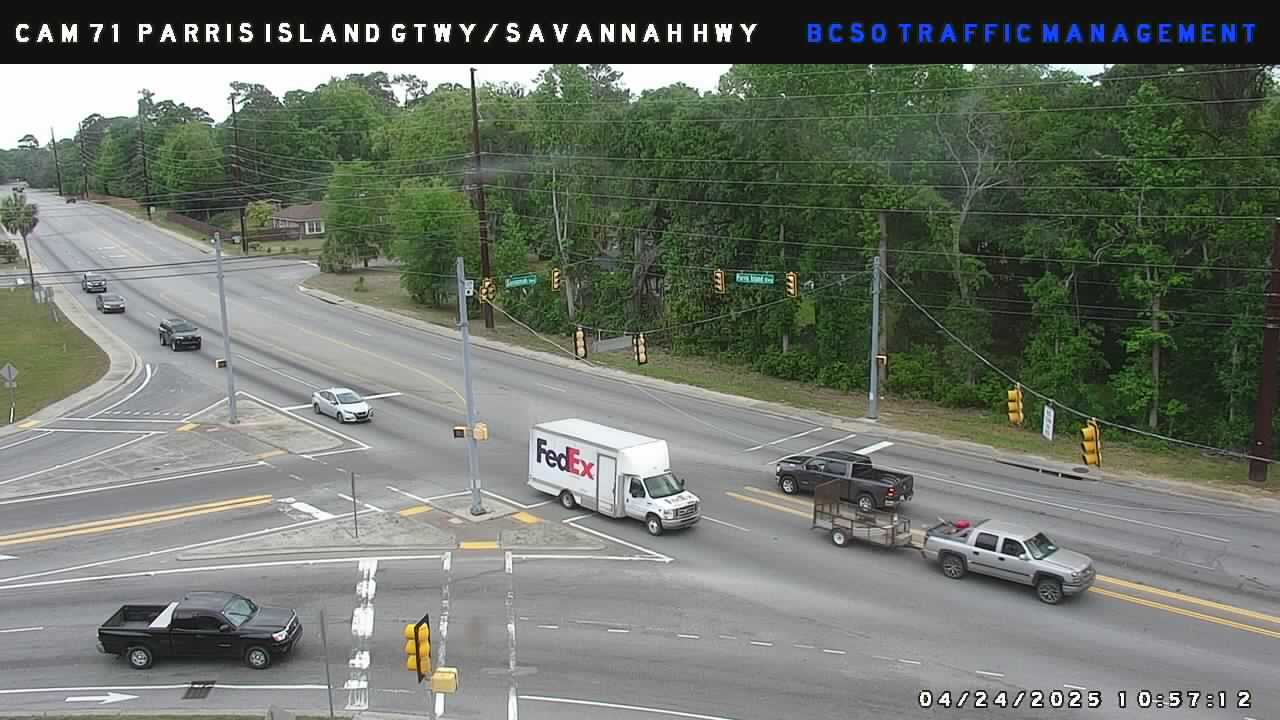 CAM 71 PARRIS ISLAND GTWY/SAVANNAH HWY
BCSO TRAFFIC MANAGEMENT
FedEx
04/24/2025 10:57:12